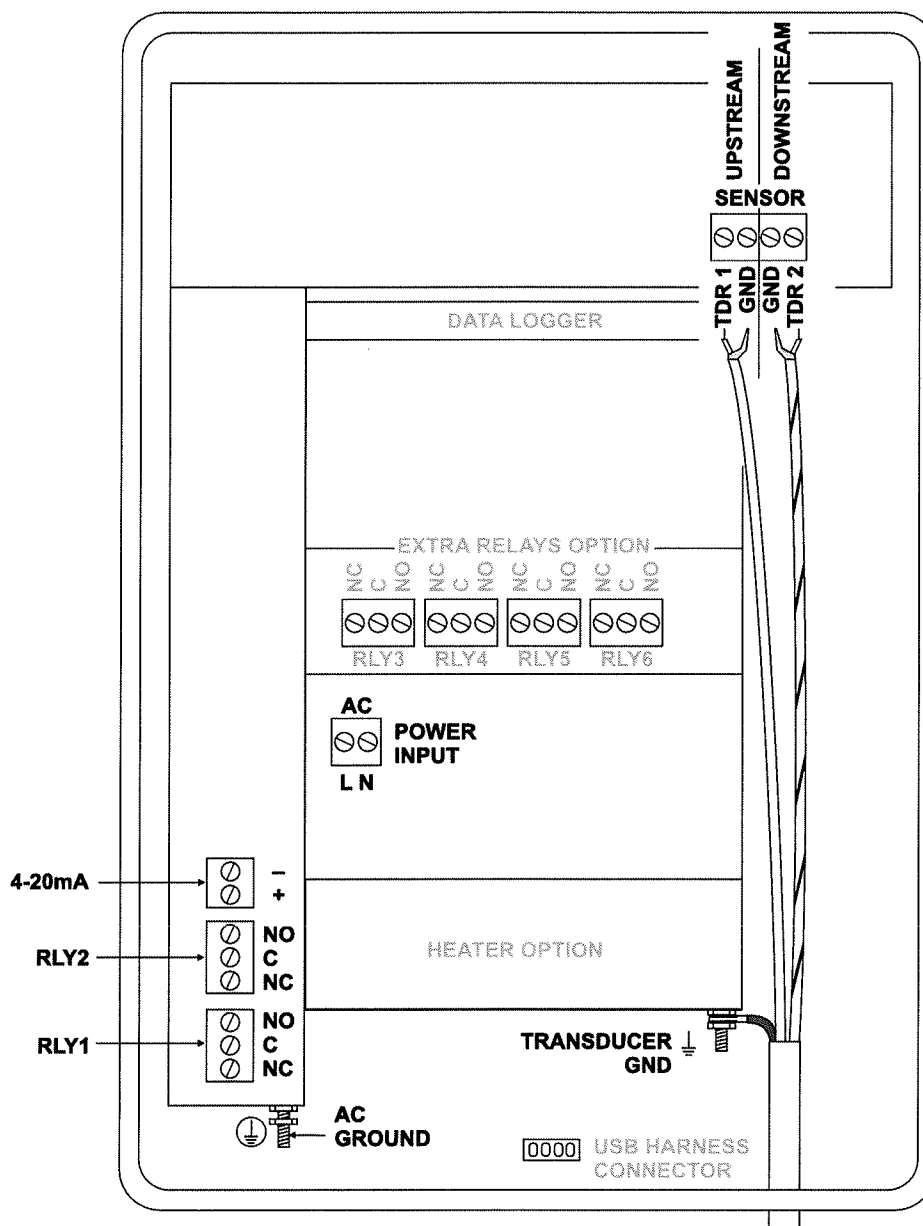 UPSTREAM
DOWNSTREAM
SENSOR
TDR 1
GND
GND
TDR 2
DATA LOGGER
EXTRA RELAYS OPTION
NC C NO NC C NO NC C NO NC C NO
RLY3 RLY4 RLY5 RLY6
AC
POWER
INPUT
L N
4-20mA
–
+
RLY2
NO
C
NC
HEATER OPTION
RLY1
NO
C
NC
TRANSDUCER
GND
AC
GROUND
0000
USB HARNESS
CONNECTOR